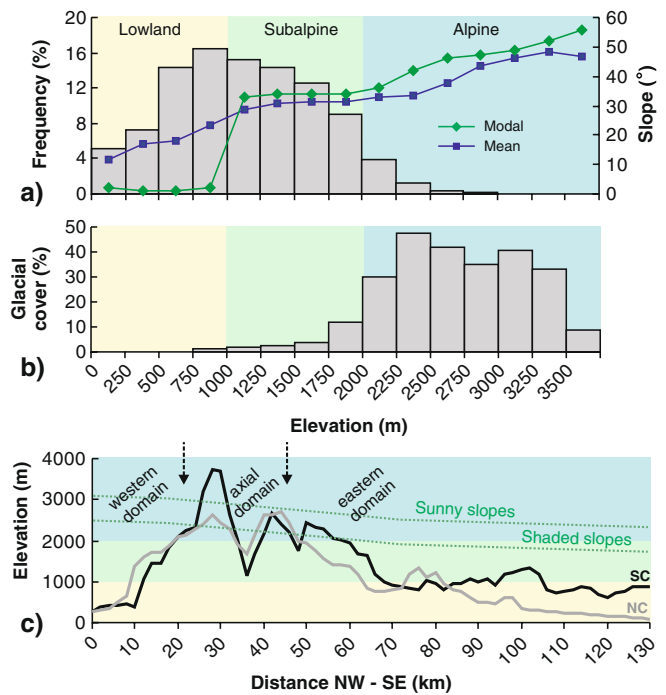 Lowland Subalpine Alpine
Frequency (%)
20
16
12
8
4
0
Slope (°)
60
50
40
30
20
10
0
Modal
Mean
a)
Glacial
cover (%)
50
40
30
20
10
0
b)
0 250 500 750 1000 1250 1500 1750 2000 2250 2500 2750 3000 3250 3500
Elevation (m)
Elevation (m)
4000
3000
2000
1000
0
western
domain
axial
domain
eastern
domain
Sunny slopes
Shaded slopes
SC
NC
c)
0 10 20 30 40 50 60 70 80 90 100 110 120 130
Distance NW - SE (km)